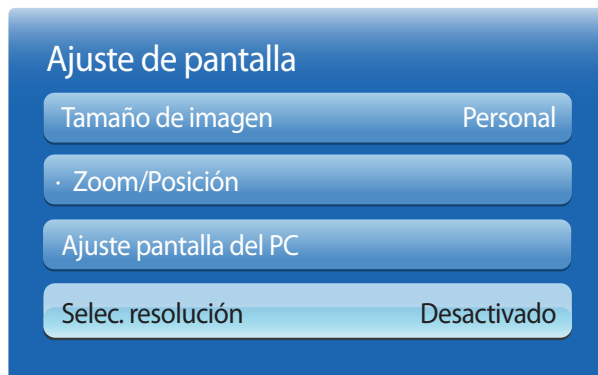 Ajuste de pantalla
Tamaño de imagen Personal
· Zoom/Posición
Ajuste pantalla del PC
Selec. resolución Desactivado